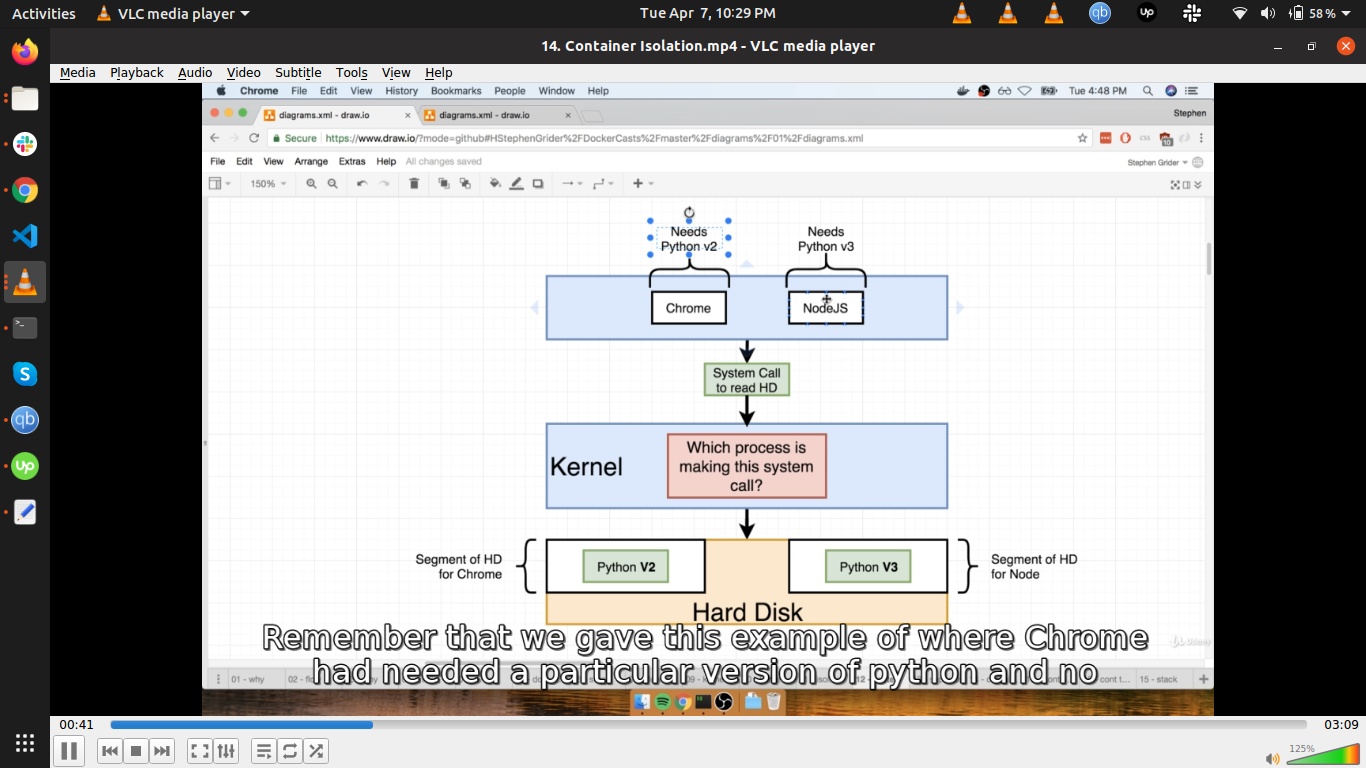 Activities
VLC media player
Tue Apr 7, 10:29 PM
qb
Up
58 %
14. Container Isolation.mp4 - VLC media player
Media Playback Audio Video Subtitle Tools View Help
Chrome File Edit View History Bookmarks People Window Help
Tue 4:48 PM
diagrams.xml - draw.io
diagrams.xml - draw.io
Stephen
Secure
https://www.draw.io/?mode=github#HStephenGrider%2FDockerCasts%2Fmaster%2Fdiagrams%2F01%2Fdiagrams.xml
File Edit View Arrange Extras Help All changes saved
Stephen Grider
150%
Needs
Python v2
Needs
Python v3
Chrome
NodeJS
System Call
to read HD
Kernel
Which process is
making this system
call?
Segment of HD
for Chrome
Python V2
Python V3
Segment of HD
for Node
Hard Disk
Remember that we gave this example of where Chrome
had needed a particular version of python and no
01 - why
15 - stack
00:41
03:09
125%
qb
up